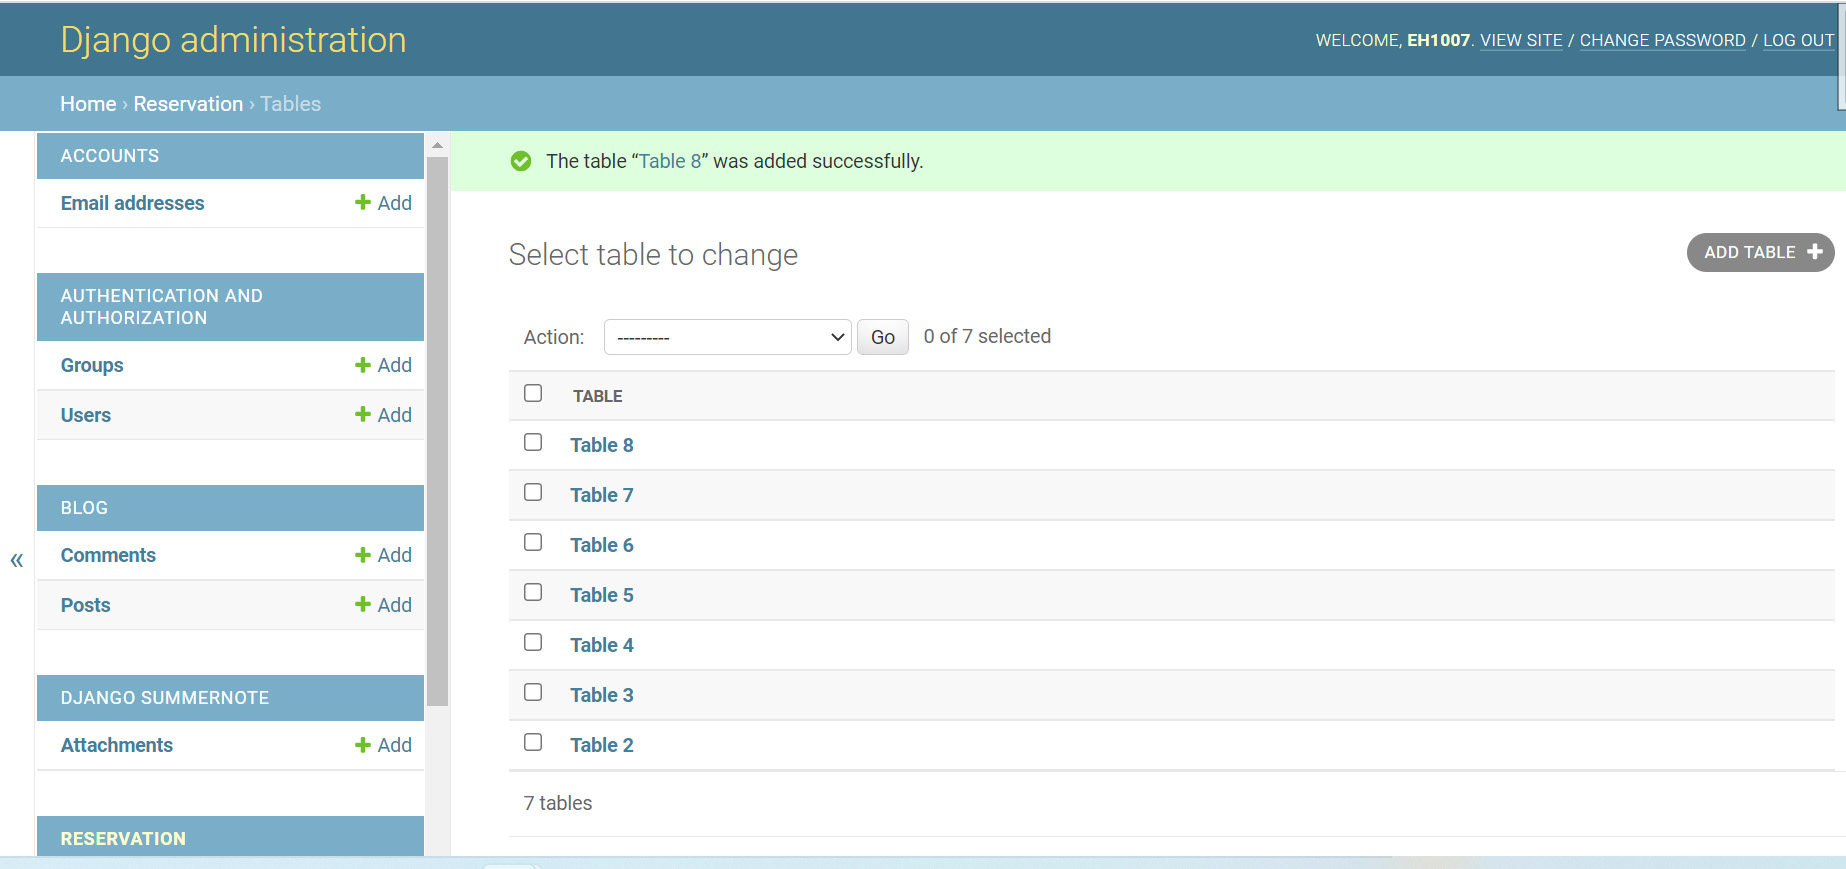 Django administration
WELCOME, EH1007. VIEW SITE / CHANGE PASSWORD / LOG OUT
Home › Reservation › Tables
ACCOUNTS
Email addresses + Add
AUTHENTICATION AND
AUTHORIZATION
Groups + Add
Users + Add
BLOG
Comments + Add
Posts + Add
DJANGO SUMMERNOTE
Attachments + Add
RESERVATION
«
The table “Table 8” was added successfully.
Select table to change
ADD TABLE +
Action: --------- Go 0 of 7 selected
TABLE
Table 8
Table 7
Table 6
Table 5
Table 4
Table 3
Table 2
7 tables